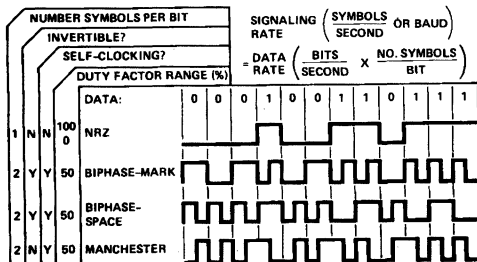 NUMBER SYMBOLS PER BIT
INVERTIBLE?
SELF-CLOCKING?
DUTY FACTOR RANGE (%)
SIGNALING RATE (SYMBOLS/SECOND OR BAUD)
= DATA RATE (BITS/SECOND X NO. SYMBOLS/BIT)
DATA: 0 0 0 1 0 0 1 1 0 1 1 1
1 N N 100 0 NRZ
2 Y Y 50 BIPHASE-MARK
2 Y Y 50 BIPHASE-SPACE
2 N Y 50 MANCHESTER